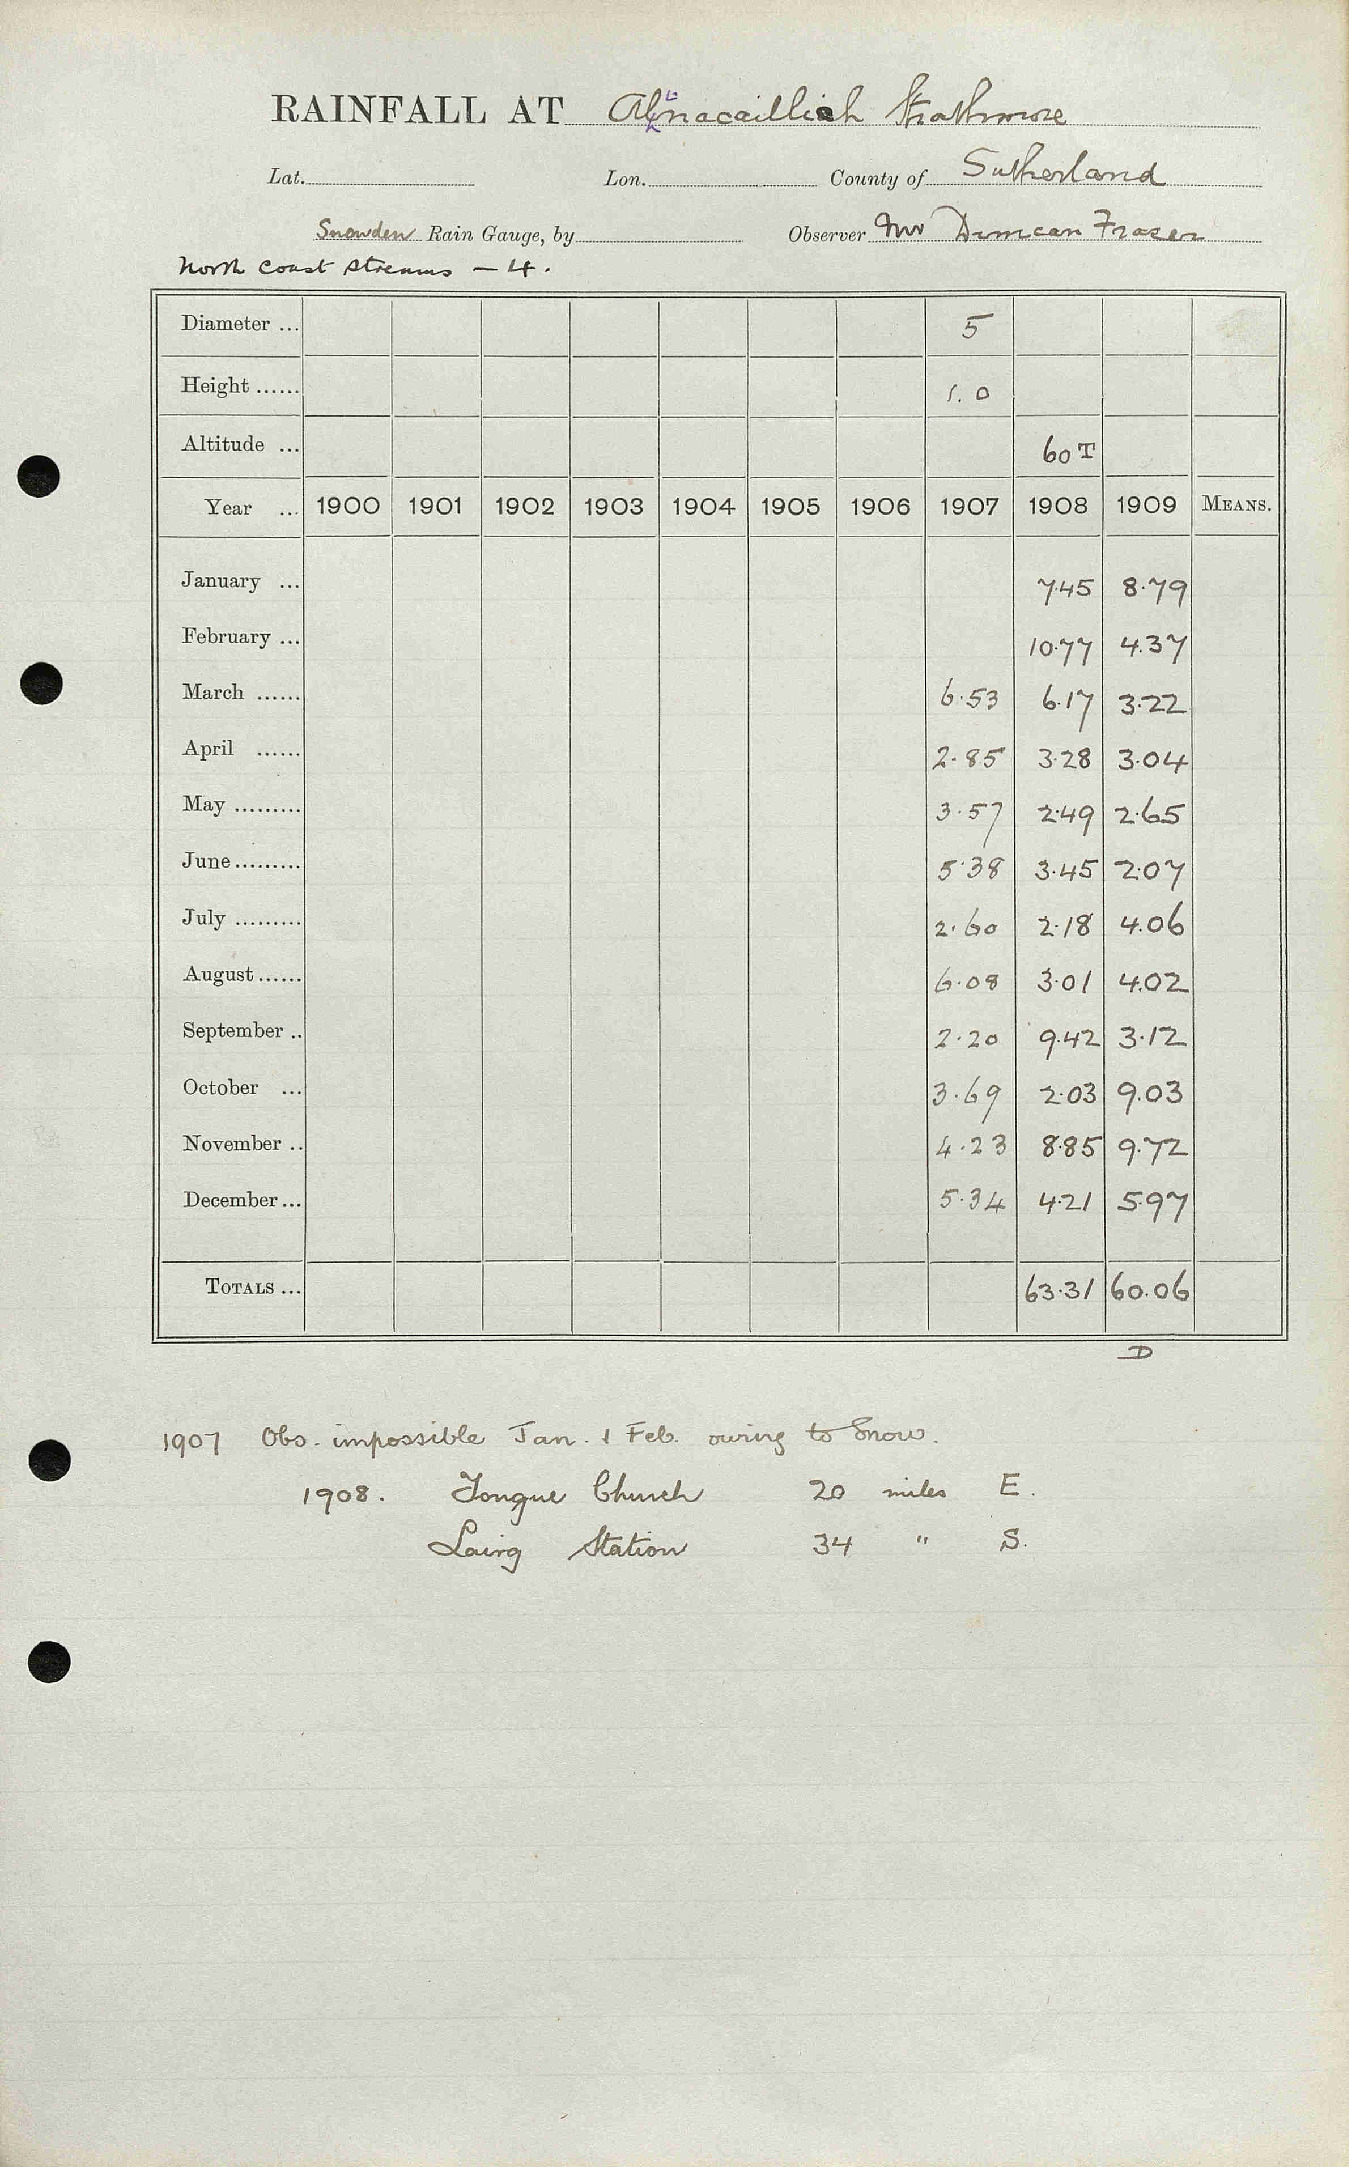 RAINFALL AT Altnacailliah Strathmore
Lat. Lon. County of Sutherland
Snowden Rain Gauge, by Observer Mr Duncan Fraser
North Coast Streams – 4.
Diameter ... 5
Height ...... 1.0
Altitude ... 60 T
Year ... 1900 1901 1902 1903 1904 1905 1906 1907 1908 1909 MEANS.
January ... 7.45 8.79
February ... 10.77 4.37
March ...... 6.53 6.17 3.22
April ...... 2.85 3.28 3.04
May ......... 3.57 2.49 2.65
June ......... 5.38 3.45 2.07
July ......... 2.60 2.18 4.06
August ...... 6.08 3.01 4.02
September .. 2.20 9.42 3.12
October ... 3.69 2.03 9.03
November .. 4.23 8.85 9.72
December ... 5.34 4.21 5.97
TOTALS ... 63.31 60.06
D
1907 Obs. impossible Jan. & Feb. owing to Snow.
1908. Tongue Church 20 miles E.
Lairg Station 34 " S.